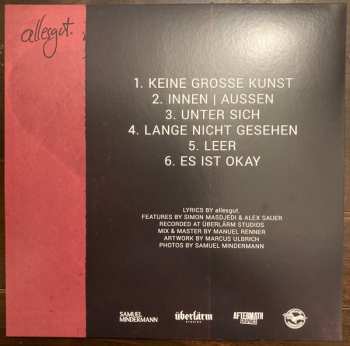 allesgut.
1. KEINE GROSSE KUNST
2. INNEN | AUSSEN
3. UNTER SICH
4. LANGE NICHT GESEHEN
5. LEER
6. ES IST OKAY
LYRICS BY allesgut.
FEATURES BY SIMON MASDJEDI & ALEX SAUER
RECORDED AT ÜBERLÄRM STUDIOS
MIX & MASTER BY MANUEL RENNER
ARTWORK BY MARCUS ULBRICH
PHOTOS BY SAMUEL MINDERMANN
SAMUEL
MINDERMANN
überlärm
STUDIOS
AFTERMATH